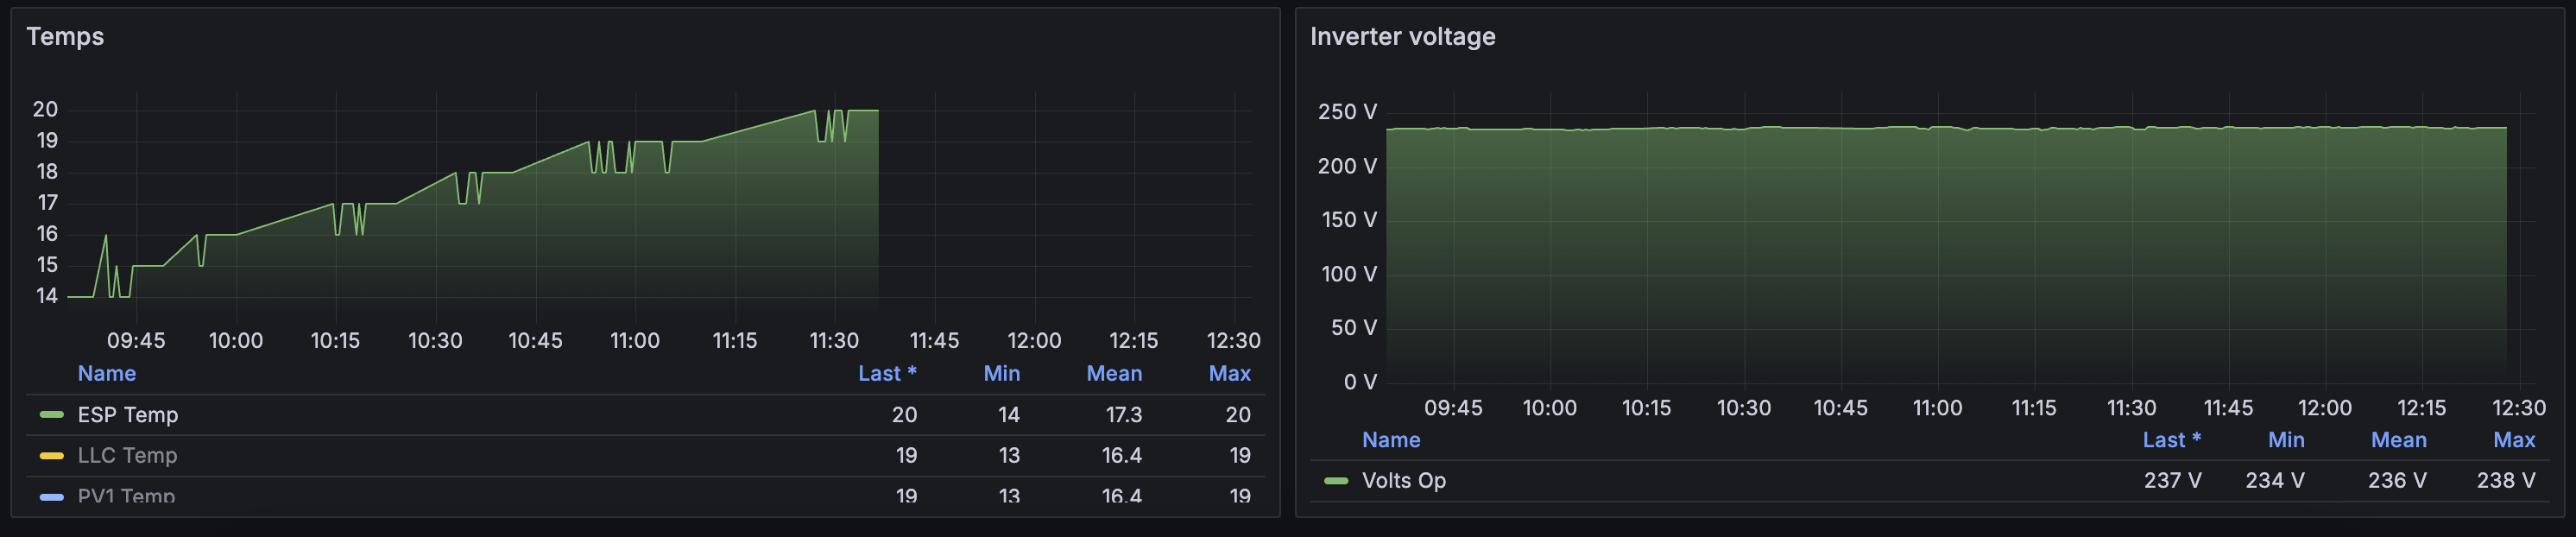 Temps
20
19
18
17
16
15
14
09:45 10:00 10:15 10:30 10:45 11:00 11:15 11:30 11:45 12:00 12:15 12:30
Name Last * Min Mean Max
ESP Temp 20 14 17.3 20
LLC Temp 19 13 16.4 19
PV1 Temp 19 13 16.4 19
Inverter voltage
250 V
200 V
150 V
100 V
50 V
0 V
09:45 10:00 10:15 10:30 10:45 11:00 11:15 11:30 11:45 12:00 12:15 12:30
Name Last * Min Mean Max
Volts Op 237 V 234 V 236 V 238 V